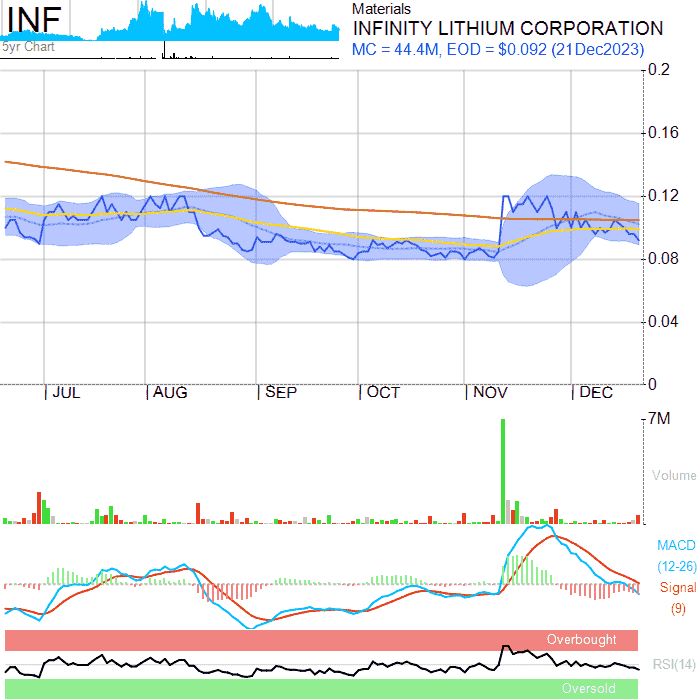 INF
5yr Chart
Materials
INFINITY LITHIUM CORPORATION
MC = 44.4M, EOD = $0.092 (21Dec2023)
0.2
0.16
0.12
0.08
0.04
0
JUL AUG SEP OCT NOV DEC
7M
Volume
MACD
(12-26)
Signal
(9)
Overbought
RSI(14)
Oversold